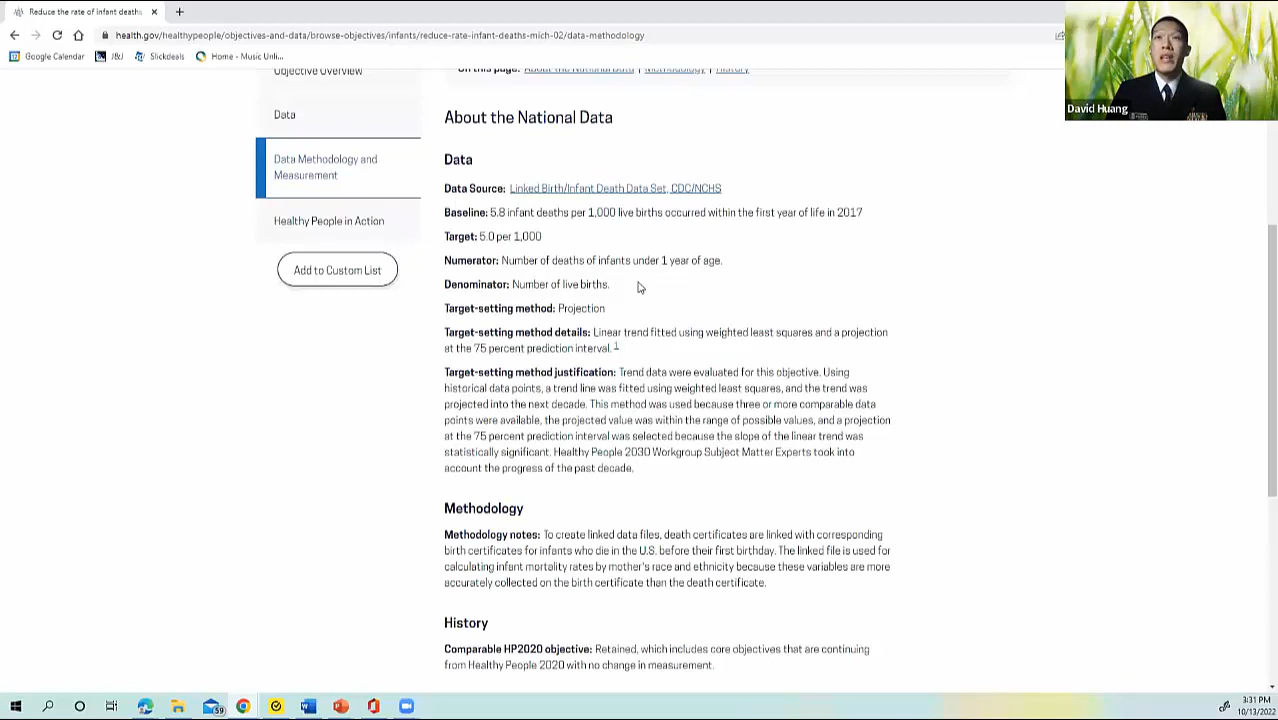 Reduce the rate of infant deaths
health.gov/healthypeople/objectives-and-data/browse-objectives/infants/reduce-rate-infant-deaths-mich-02/data-methodology
Google Calendar J&J Slickdeals Home - Music Unli...
David Huang
Objective Overview
On this page: About the National Data | Methodology | History
Data
Data Methodology and
Measurement
Healthy People in Action
Add to Custom List
About the National Data
Data
Data Source: Linked Birth/Infant Death Data Set, CDC/NCHS
Baseline: 5.8 infant deaths per 1,000 live births occurred within the first year of life in 2017
Target: 5.0 per 1,000
Numerator: Number of deaths of infants under 1 year of age.
Denominator: Number of live births.
Target-setting method: Projection
Target-setting method details: Linear trend fitted using weighted least squares and a projection
at the 75 percent prediction interval. 1
Target-setting method justification: Trend data were evaluated for this objective. Using
historical data points, a trend line was fitted using weighted least squares, and the trend was
projected into the next decade. This method was used because three or more comparable data
points were available, the projected value was within the range of possible values, and a projection
at the 75 percent prediction interval was selected because the slope of the linear trend was
statistically significant. Healthy People 2030 Workgroup Subject Matter Experts took into
account the progress of the past decade.
Methodology
Methodology notes: To create linked data files, death certificates are linked with corresponding
birth certificates for infants who die in the U.S. before their first birthday. The linked file is used for
calculating infant mortality rates by mother's race and ethnicity because these variables are more
accurately collected on the birth certificate than the death certificate.
History
Comparable HP2020 objective: Retained, which includes core objectives that are continuing
from Healthy People 2020 with no change in measurement.
59
3:31 PM
10/13/2022